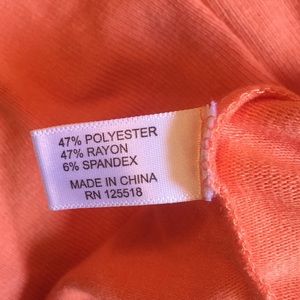 47% POLYESTER
47% RAYON
6% SPANDEX
MADE IN CHINA
RN 125518